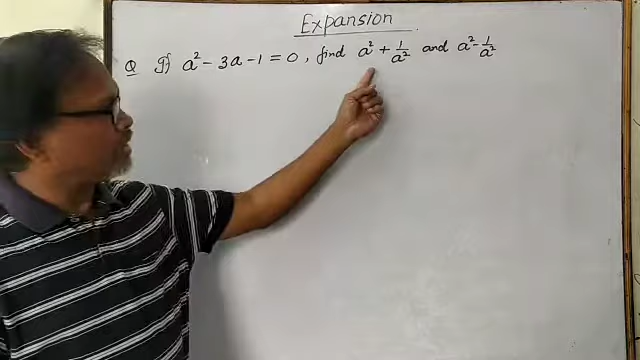 Expansion
Q If a² - 3a - 1 = 0, find a² + 1/a² and a² - 1/a²